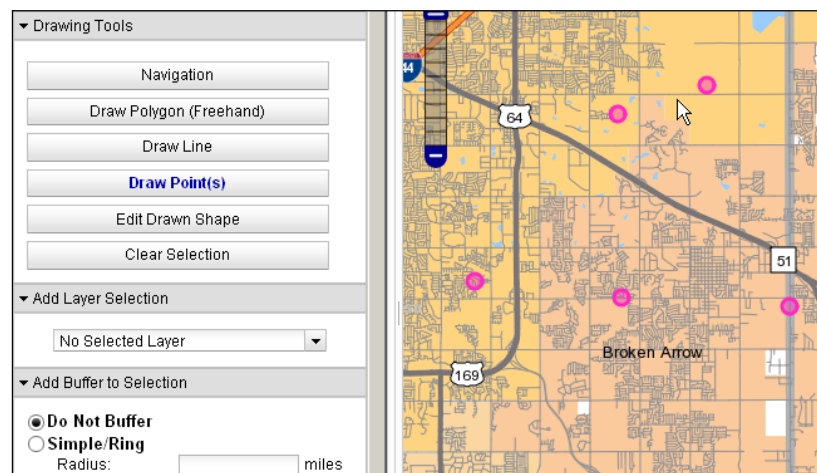 Drawing Tools
Navigation
Draw Polygon (Freehand)
Draw Line
Draw Point(s)
Edit Drawn Shape
Clear Selection
Add Layer Selection
No Selected Layer
Add Buffer to Selection
Do Not Buffer
Simple/Ring
Radius: miles
44
64
51
Broken Arrow
169